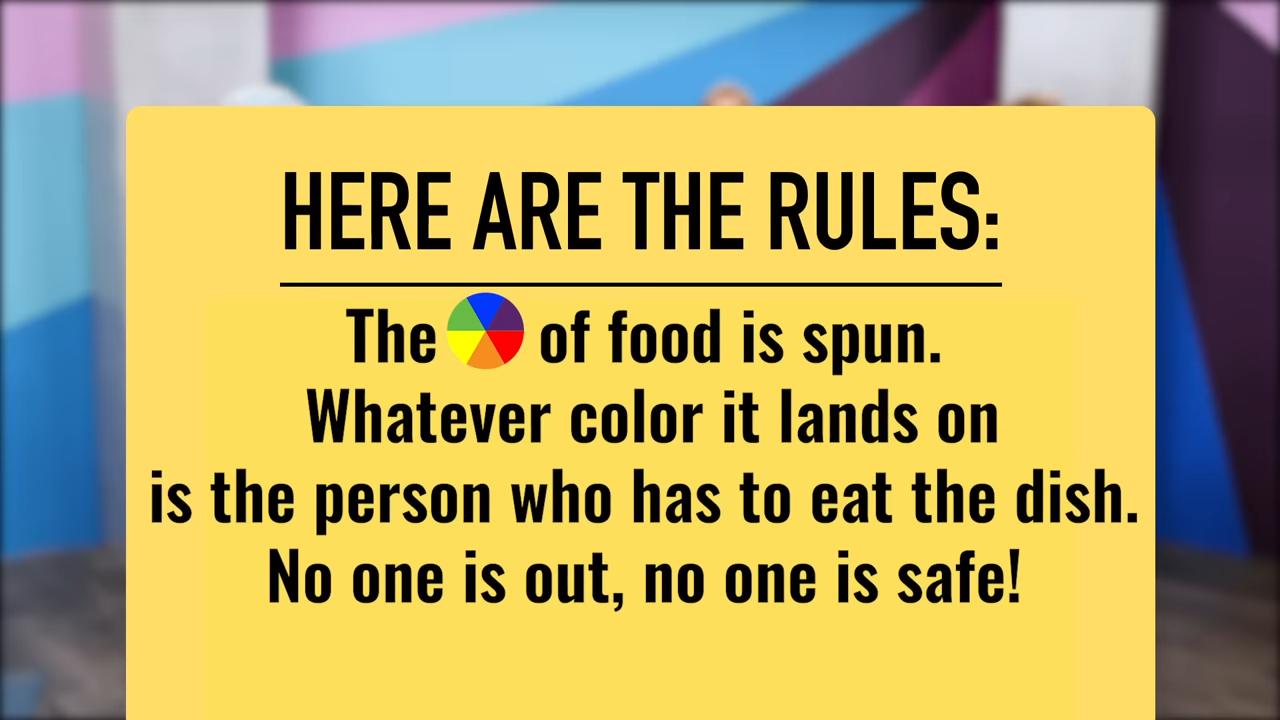 HERE ARE THE RULES:
The of food is spun.
Whatever color it lands on
is the person who has to eat the dish.
No one is out, no one is safe!